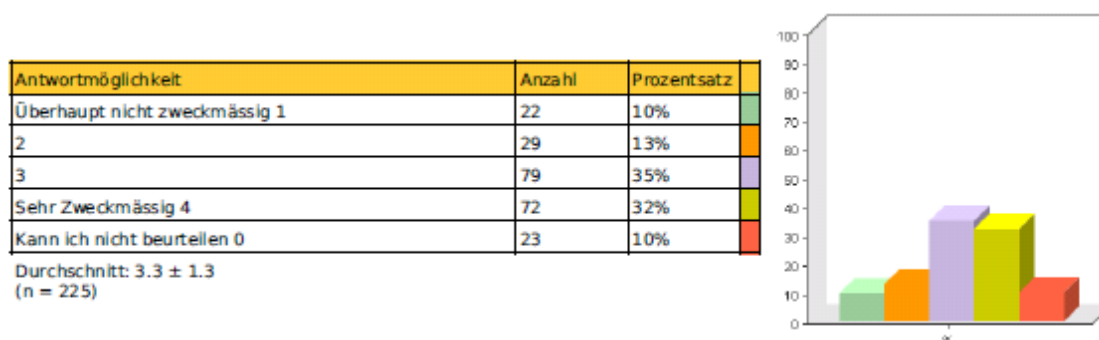 Antwortmöglichkeit Anzahl Prozentsatz
Überhaupt nicht zweckmässig 1 22 10%
2 29 13%
3 79 35%
Sehr Zweckmässig 4 72 32%
Kann ich nicht beurteilen 0 23 10%
Durchschnitt: 3.3 ± 1.3
(n = 225)
100
90
80
70
60
50
40
30
20
10
0